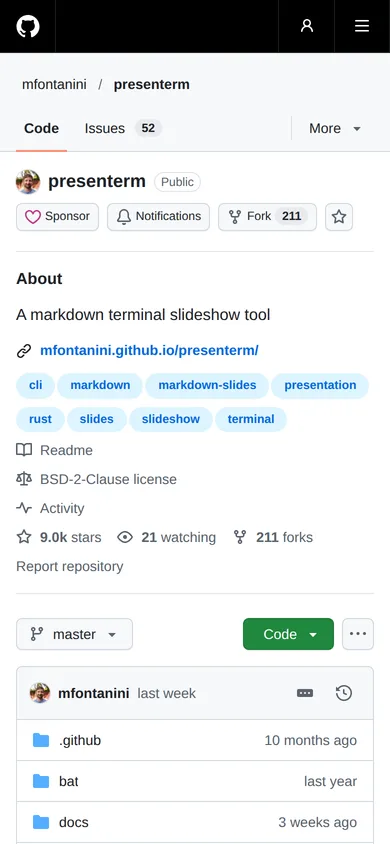 mfontanini / presenterm
Code Issues 52 More
presenterm Public
Sponsor Notifications Fork 211
About
A markdown terminal slideshow tool
mfontanini.github.io/presenterm/
cli markdown markdown-slides presentation
rust slides slideshow terminal
Readme
BSD-2-Clause license
Activity
9.0k stars 21 watching 211 forks
Report repository
master Code
mfontanini last week
.github 10 months ago
bat last year
docs 3 weeks ago